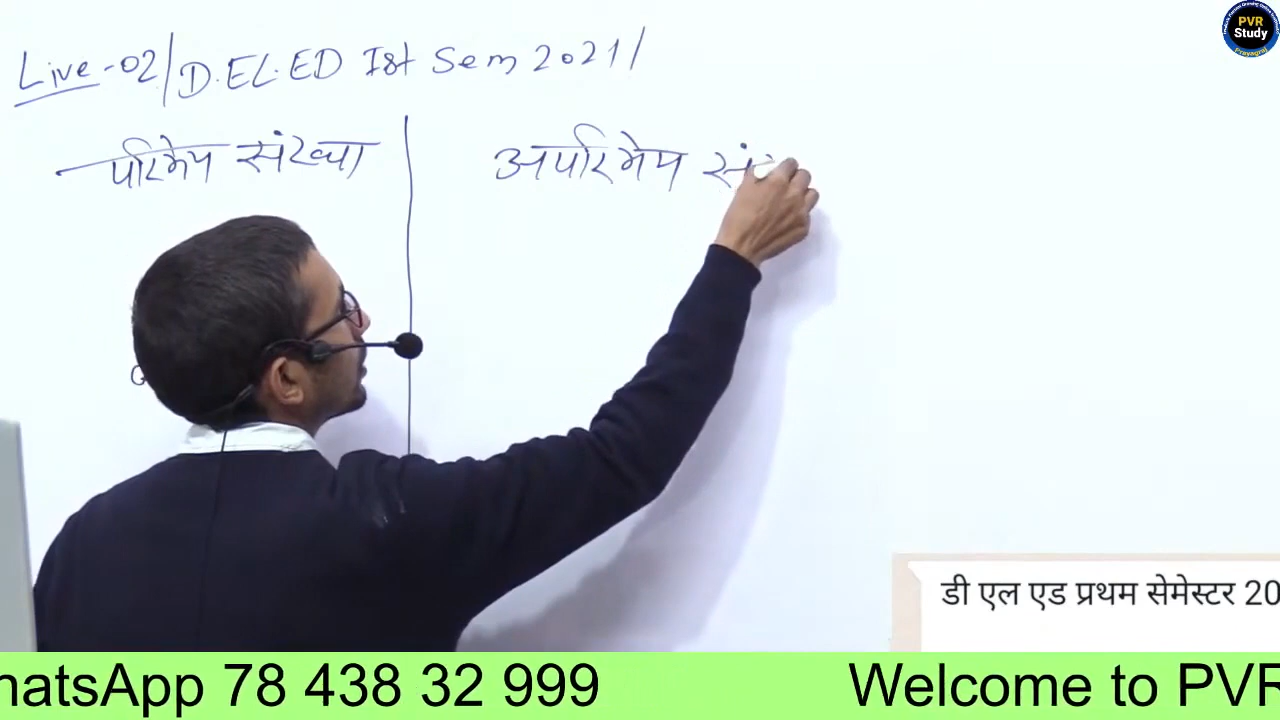 PVR
Study
Prayagraj
Live-02/D.EL.ED Ist Sem 2021/
परिमेय संख्या
अपरिमेय सं
डी एल एड प्रथम सेमेस्टर 20
hatsApp 78 438 32 999
Welcome to PVR